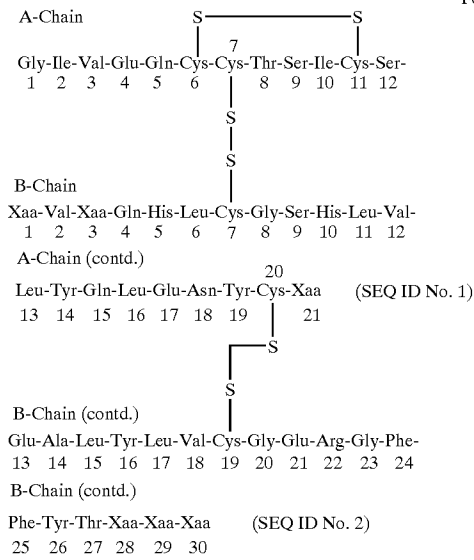 A-Chain
S S
7
Gly-Ile-Val-Glu-Gln-Cys-Cys-Thr-Ser-Ile-Cys-Ser-
1 2 3 4 5 6 8 9 10 11 12
S
S
B-Chain
Xaa-Val-Xaa-Gln-His-Leu-Cys-Gly-Ser-His-Leu-Val-
1 2 3 4 5 6 7 8 9 10 11 12
A-Chain (contd.)
20
Leu-Tyr-Gln-Leu-Glu-Asn-Tyr-Cys-Xaa (SEQ ID No. 1)
13 14 15 16 17 18 19 21
S
S
B-Chain (contd.)
Glu-Ala-Leu-Tyr-Leu-Val-Cys-Gly-Glu-Arg-Gly-Phe-
13 14 15 16 17 18 19 20 21 22 23 24
B-Chain (contd.)
Phe-Tyr-Thr-Xaa-Xaa-Xaa (SEQ ID No. 2)
25 26 27 28 29 30